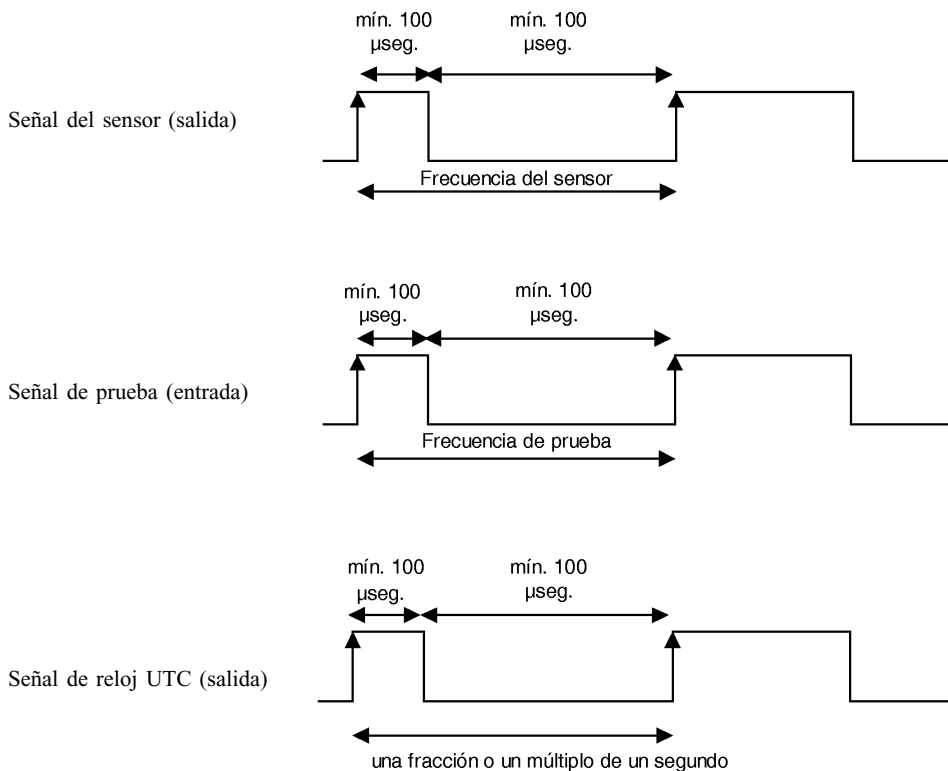 mín. 100 mín. 100
µseg. µseg.
Señal del sensor (salida)
Frecuencia del sensor
mín. 100 mín. 100
µseg. µseg.
Señal de prueba (entrada)
Frecuencia de prueba
mín. 100 mín. 100
µseg. µseg.
Señal de reloj UTC (salida)
una fracción o un múltiplo de un segundo